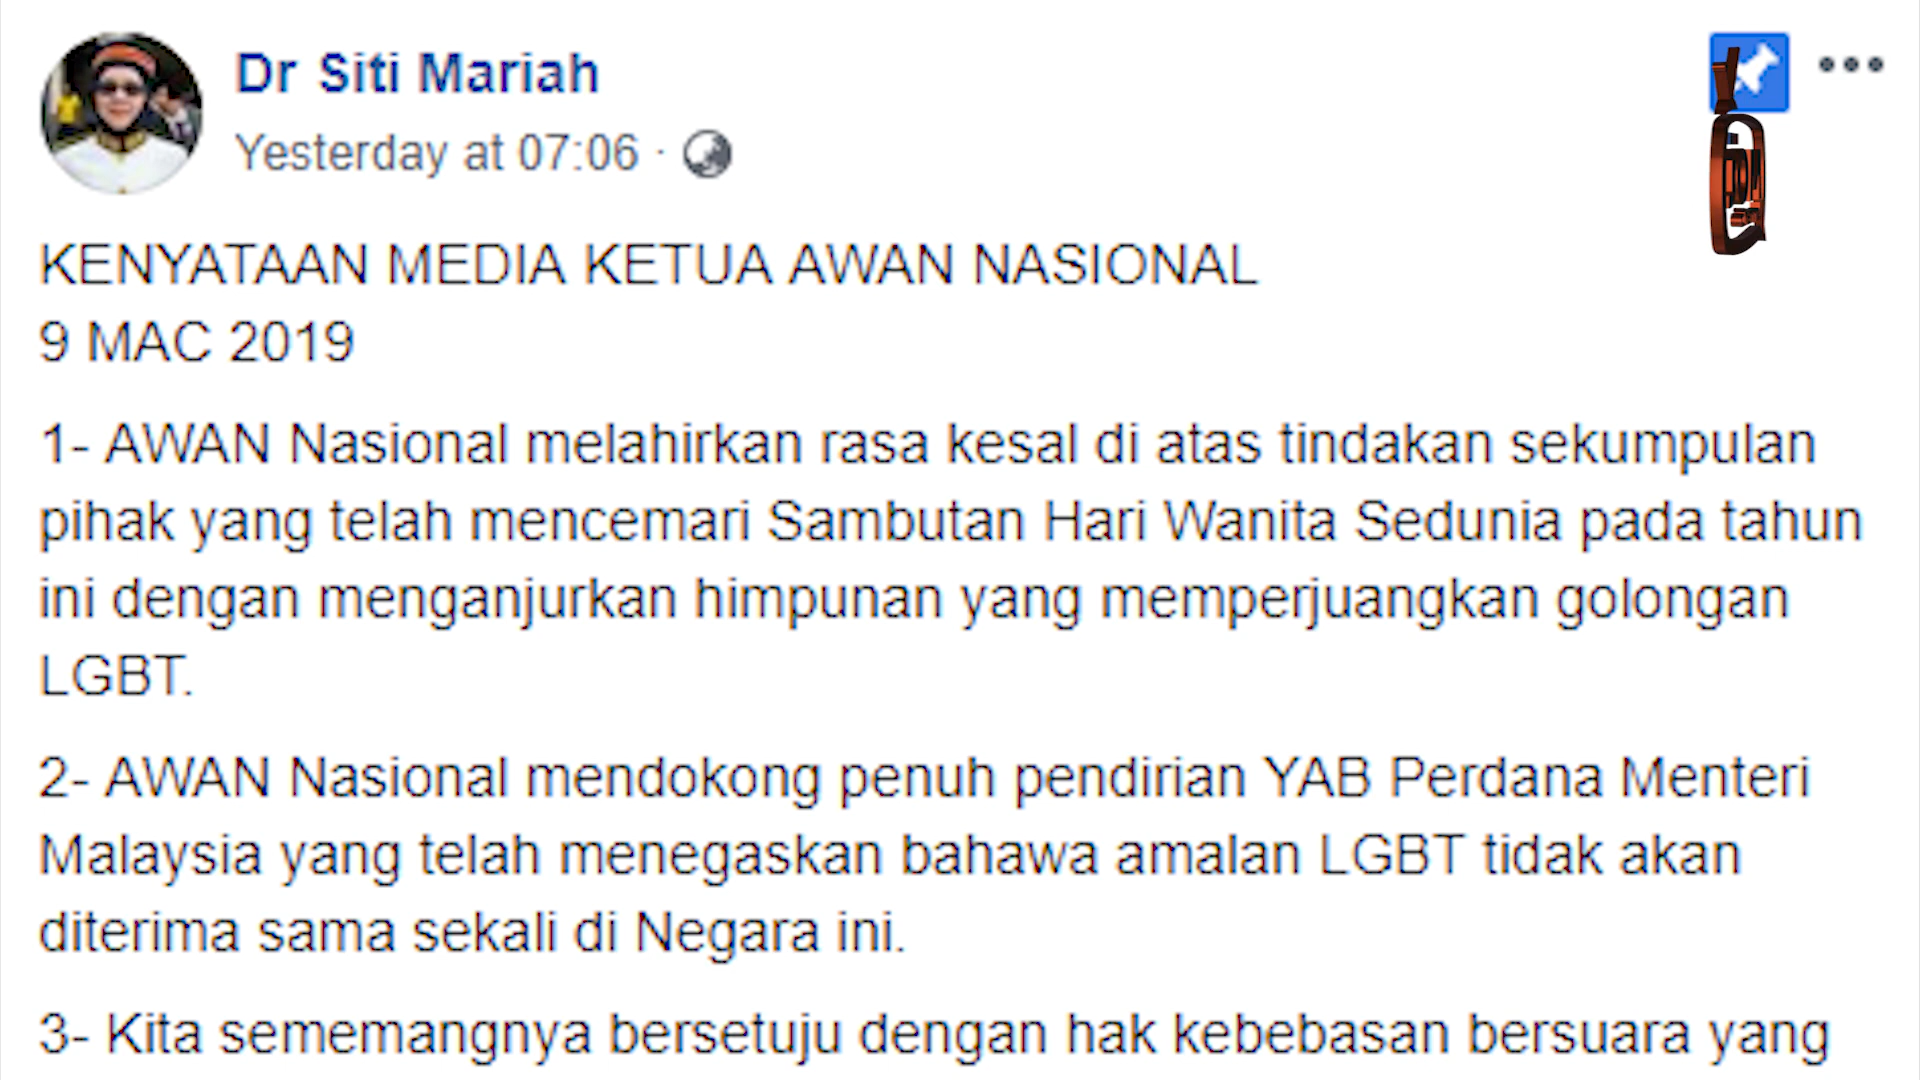 Dr Siti Mariah
Yesterday at 07:06 ·
KENYATAAN MEDIA KETUA AWAN NASIONAL
9 MAC 2019
1- AWAN Nasional melahirkan rasa kesal di atas tindakan sekumpulan
pihak yang telah mencemari Sambutan Hari Wanita Sedunia pada tahun
ini dengan menganjurkan himpunan yang memperjuangkan golongan
LGBT.
2- AWAN Nasional mendokong penuh pendirian YAB Perdana Menteri
Malaysia yang telah menegaskan bahawa amalan LGBT tidak akan
diterima sama sekali di Negara ini.
3- Kita sememangnya bersetuju dengan hak kebebasan bersuara yang